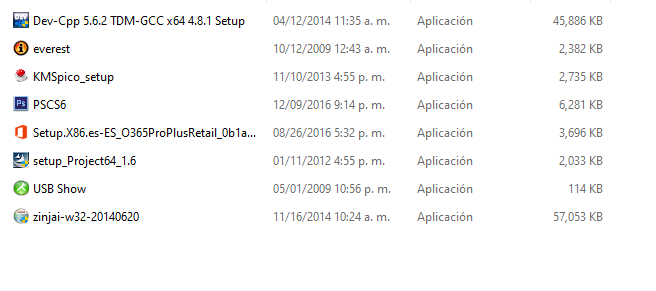 Dev-Cpp 5.6.2 TDM-GCC x64 4.8.1 Setup 04/12/2014 11:35 a. m. Aplicación 45,886 KB
everest 10/12/2009 12:43 a. m. Aplicación 2,382 KB
KMSpico_setup 11/10/2013 4:55 p. m. Aplicación 2,735 KB
PSCS6 12/09/2016 9:14 p. m. Aplicación 6,281 KB
Setup.X86.es-ES_O365ProPlusRetail_0b1a... 08/26/2016 5:32 p. m. Aplicación 3,696 KB
setup_Project64_1.6 01/11/2012 4:55 p. m. Aplicación 2,033 KB
USB Show 05/01/2009 10:56 p. m. Aplicación 114 KB
zinjai-w32-20140620 11/16/2014 10:24 a. m. Aplicación 57,053 KB